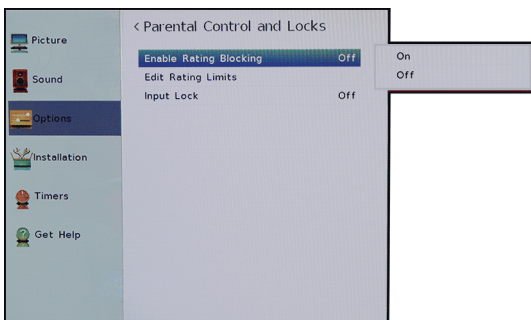 Picture
Sound
Options
Installation
Timers
Get Help
< Parental Control and Locks
Enable Rating Blocking Off
Edit Rating Limits
Input Lock Off
On
Off